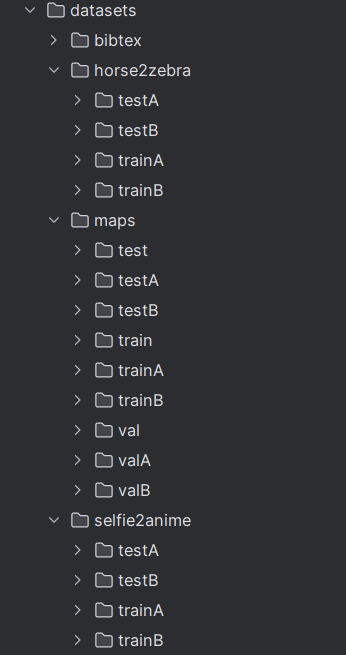 datasets
bibtex
horse2zebra
testA
testB
trainA
trainB
maps
test
testA
testB
train
trainA
trainB
val
valA
valB
selfie2anime
testA
testB
trainA
trainB